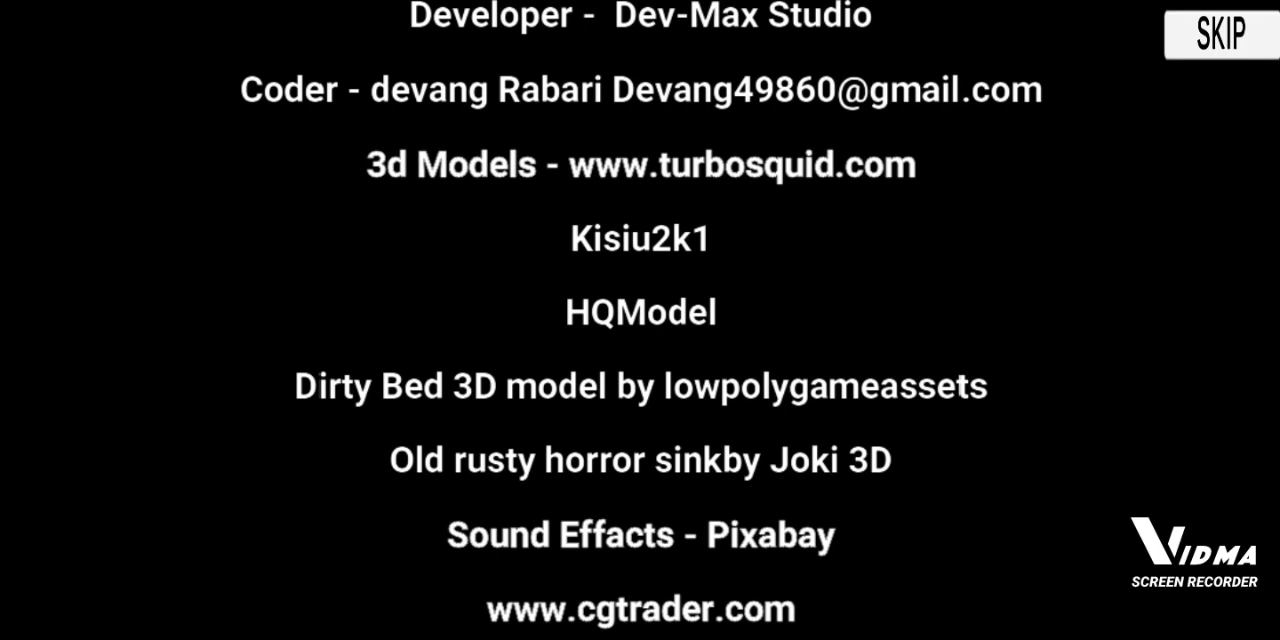 Developer -  Dev-Max Studio
SKIP
Coder - devang Rabari Devang49860@gmail.com
3d Models - www.turbosquid.com
Kisiu2k1
HQModel
Dirty Bed 3D model by lowpolygameassets
Old rusty horror sinkby Joki 3D
Sound Effects - Pixabay
VIDMA
SCREEN RECORDER
www.cgtrader.com